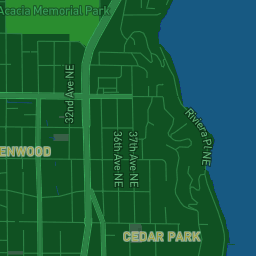 Acacia Memorial Park
32nd Ave NE
Riviera Pl NE
36th Ave NE
37th Ave NE
ENWOOD
CEDAR PARK